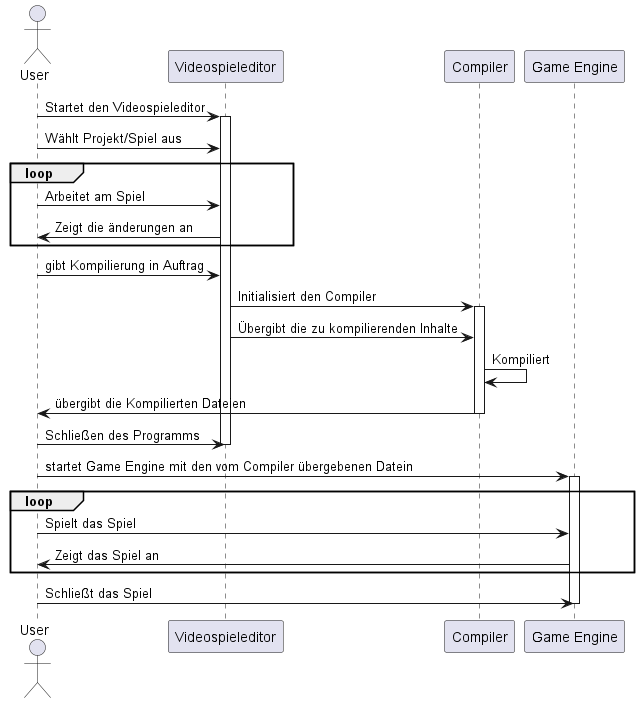 User
Videospieleditor
Compiler
Game Engine
Startet den Videospieleditor
Wählt Projekt/Spiel aus
loop
Arbeitet am Spiel
Zeigt die änderungen an
gibt Kompilierung in Auftrag
Initialisiert den Compiler
Übergibt die zu kompilierenden Inhalte
Kompiliert
übergibt die Kompilierten Dateien
Schließen des Programms
startet Game Engine mit den vom Compiler übergebenen Datein
loop
Spielt das Spiel
Zeigt das Spiel an
Schließt das Spiel
User
Videospieleditor
Compiler
Game Engine